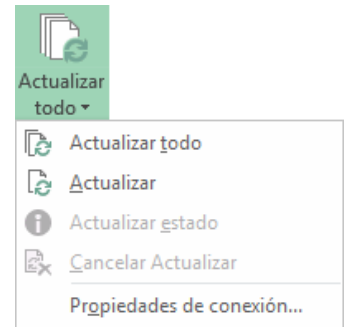 Actualizar
todo
Actualizar todo
Actualizar
Actualizar estado
Cancelar Actualizar
Propiedades de conexión...